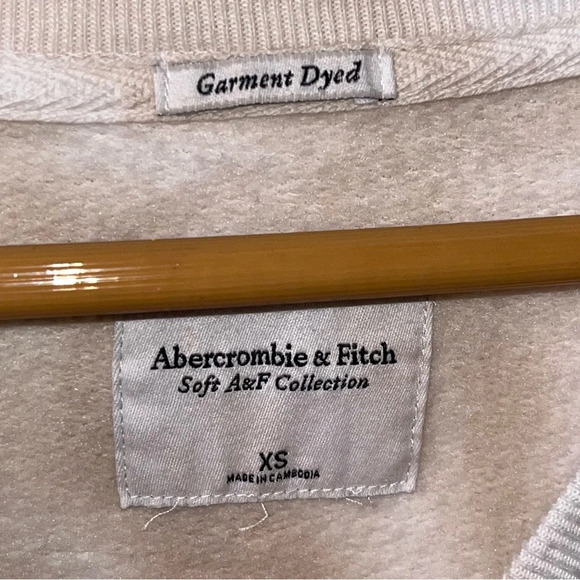 Garment Dyed
Abercrombie & Fitch
Soft A&F Collection
XS
MADE IN CAMBODIA